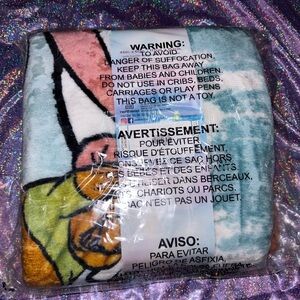 WARNING:
TO AVOID
DANGER OF SUFFOCATION,
KEEP THIS BAG AWAY
FROM BABIES AND CHILDREN.
DO NOT USE IN CRIBS, BEDS,
CARRIAGES OR PLAY PENS
THIS BAG IS NOT A TOY.
AVERTISSEMENT:
POUR ÉVITER
RISQUE D'ÉTOUFFEMENT,
SAC HORS
BÉBÉS ET DES ENFANTS
DANS BERCEAUX,
CHARIOTS OU PARCS.
SAC N'EST PAS UN JOUET.
AVISO:
PARA EVITAR
PELIGRO DE ASFIXIA,